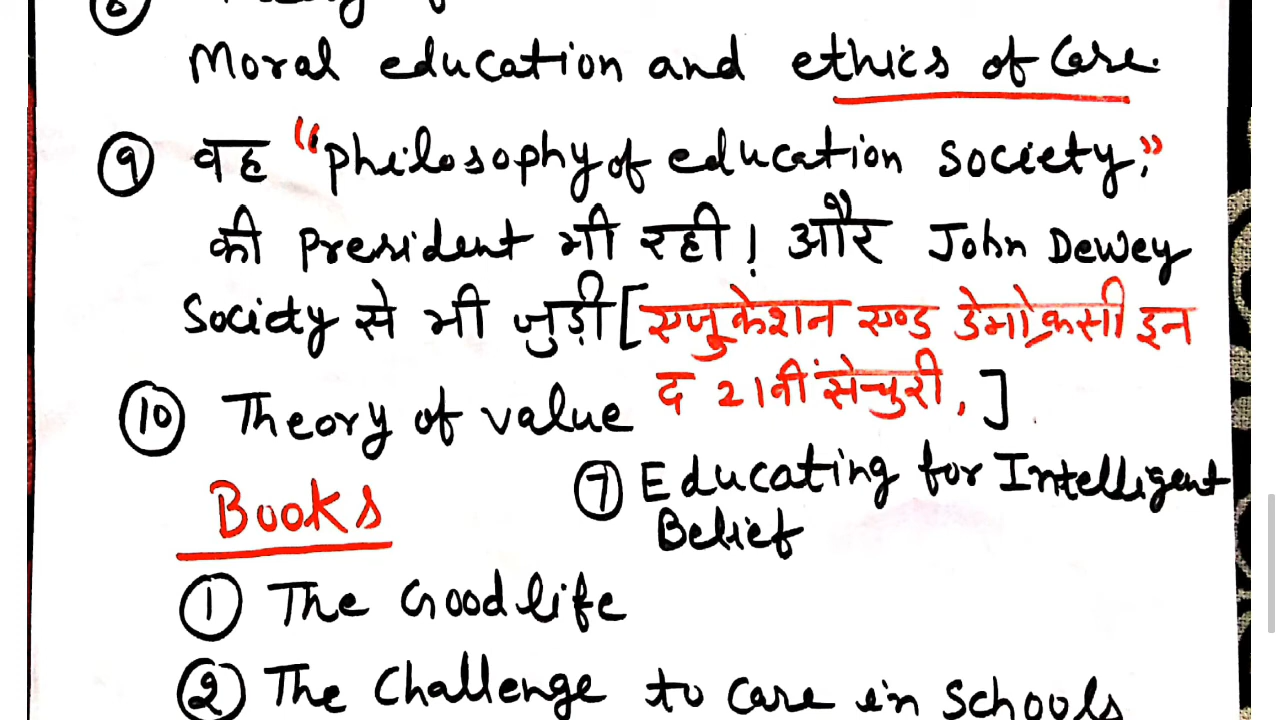 8
Moral education and ethics of Care.
9 वह "Philosophy of education Society,"
की President भी रही! और John Dewey
Society से भी जुड़ी [एजुकेशन एण्ड डेमोक्रसी इन
द 21वीं सेन्चुरी, ]
10 Theory of value
7 Educating for Intelligent
Belief
Books
1 The Good life
2 The Challenge to Care in Schools